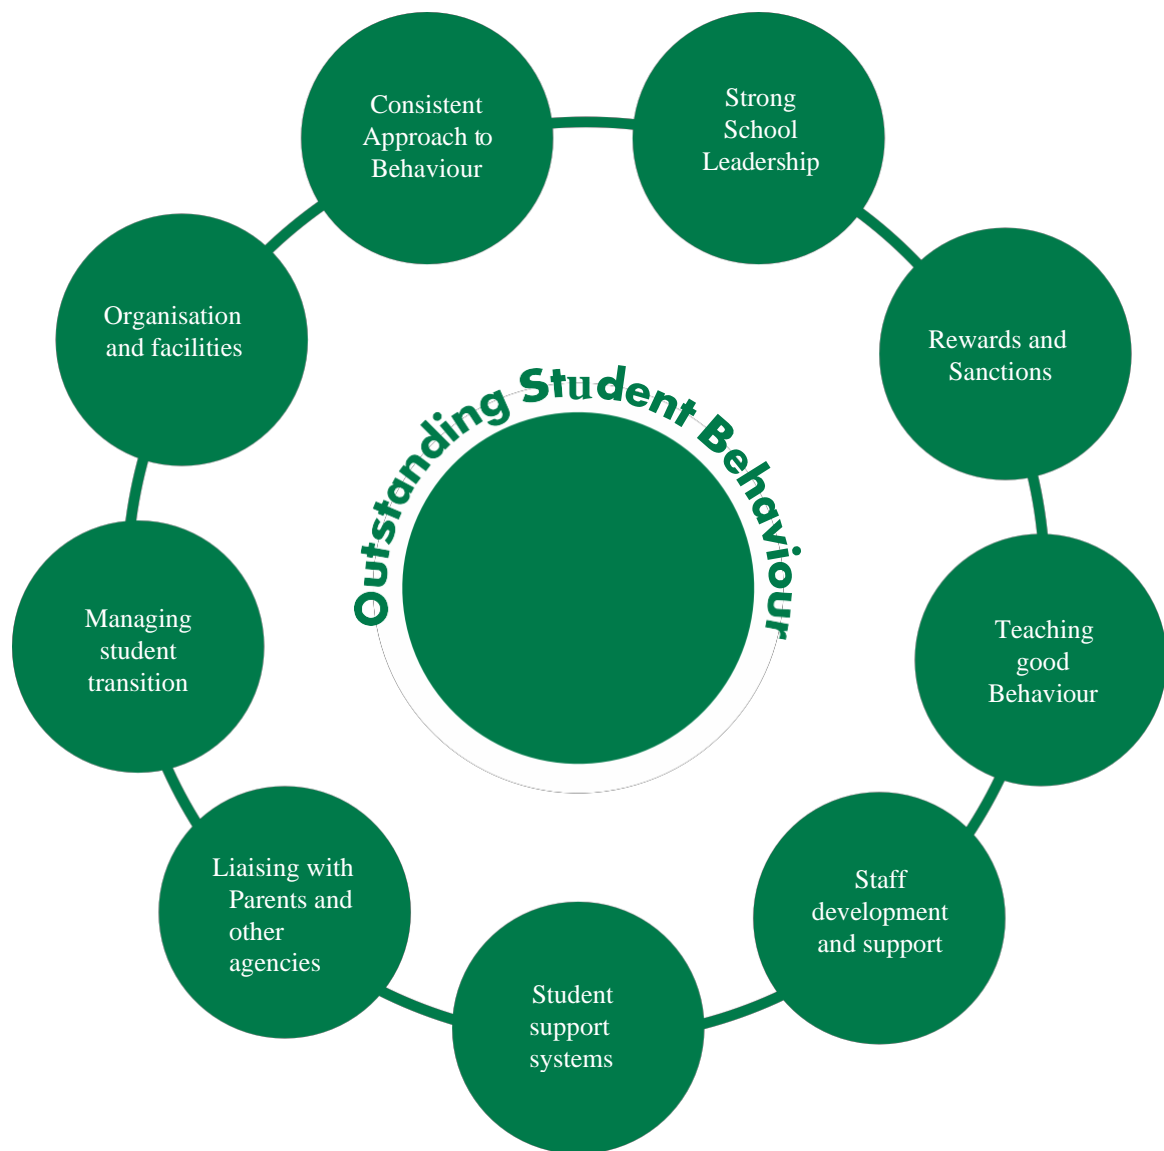 Consistent
Approach to
Behaviour
Strong
School
Leadership
Organisation
and facilities
Rewards and
Sanctions
Outstanding Student Behaviour
Managing
student
transition
Teaching
good
Behaviour
Liaising with
Parents and
other
agencies
Staff
development
and support
Student
support
systems